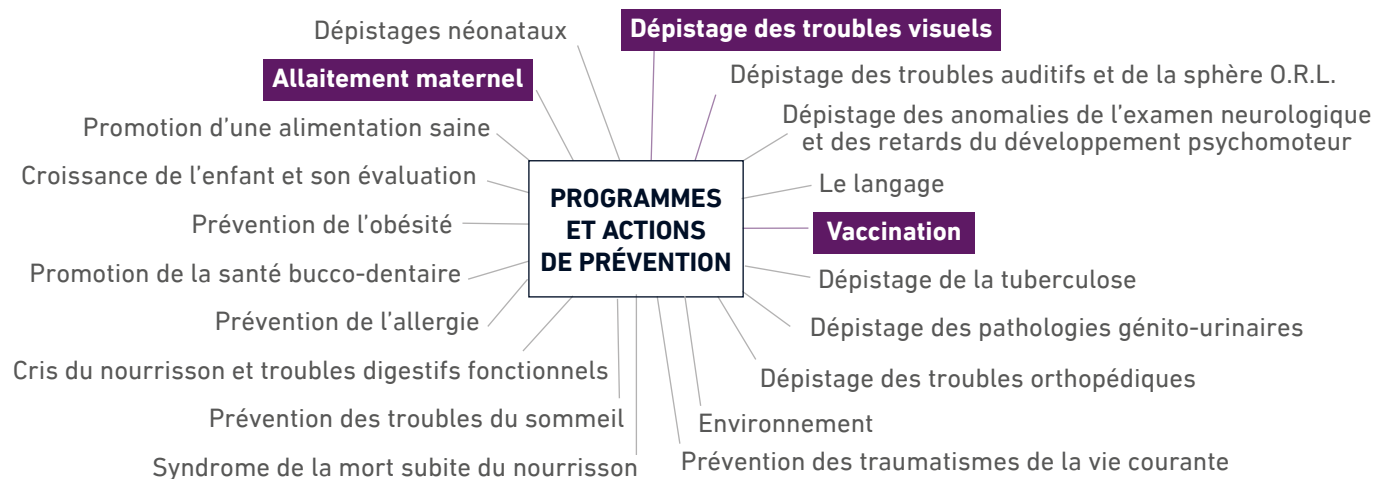 Dépistages néonataux
Dépistage des troubles visuels
Allaitement maternel
Dépistage des troubles auditifs et de la sphère O.R.L.
Promotion d'une alimentation saine
Dépistage des anomalies de l'examen neurologique
et des retards du développement psychomoteur
Croissance de l'enfant et son évaluation
Le langage
PROGRAMMES
ET ACTIONS
DE PRÉVENTION
Prévention de l'obésité
Vaccination
Promotion de la santé bucco-dentaire
Dépistage de la tuberculose
Prévention de l'allergie
Dépistage des pathologies génito-urinaires
Cris du nourrisson et troubles digestifs fonctionnels
Dépistage des troubles orthopédiques
Prévention des troubles du sommeil
Environnement
Syndrome de la mort subite du nourrisson
Prévention des traumatismes de la vie courante